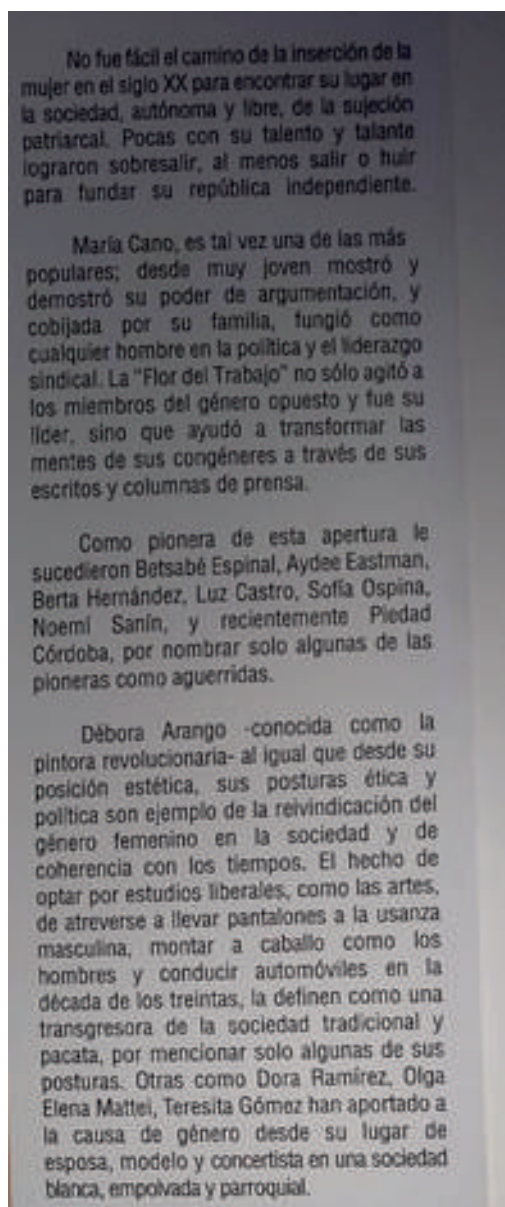 No fue fácil el camino de la inserción de la
mujer en el siglo XX para encontrar su lugar en
la sociedad, autónoma y libre, de la sujeción
patriarcal. Pocas con su talento y talante
lograron sobresalir, al menos salir o huir
para fundar su república independiente.
María Cano, es tal vez una de las más
populares; desde muy joven mostró y
demostró su poder de argumentación, y
cobijada por su familia, fungió como
cualquier hombre en la política y el liderazgo
sindical. La "Flor del Trabajo" no sólo agitó a
los miembros del género opuesto y fue su
líder, sino que ayudó a transformar las
mentes de sus congéneres a través de sus
escritos y columnas de prensa.
Como pionera de esta apertura le
sucedieron Betsabé Espinal, Aydee Eastman,
Berta Hernández, Luz Castro, Sofía Ospina,
Noemí Sanín, y recientemente Piedad
Córdoba, por nombrar solo algunas de las
pioneras como aguerridas.
Débora Arango -conocida como la
pintora revolucionaria- al igual que desde su
posición estética, sus posturas ética y
política son ejemplo de la reivindicación del
género femenino en la sociedad y de
coherencia con los tiempos. El hecho de
optar por estudios liberales, como las artes,
de atreverse a llevar pantalones a la usanza
masculina, montar a caballo como los
hombres y conducir automóviles en la
década de los treintas, la definen como una
transgresora de la sociedad tradicional y
pacata, por mencionar solo algunas de sus
posturas. Otras como Dora Ramírez, Olga
Elena Mattei, Teresita Gómez han aportado a
la causa de género desde su lugar de
esposa, modelo y concertista en una sociedad
blanca, empolvada y parroquial.